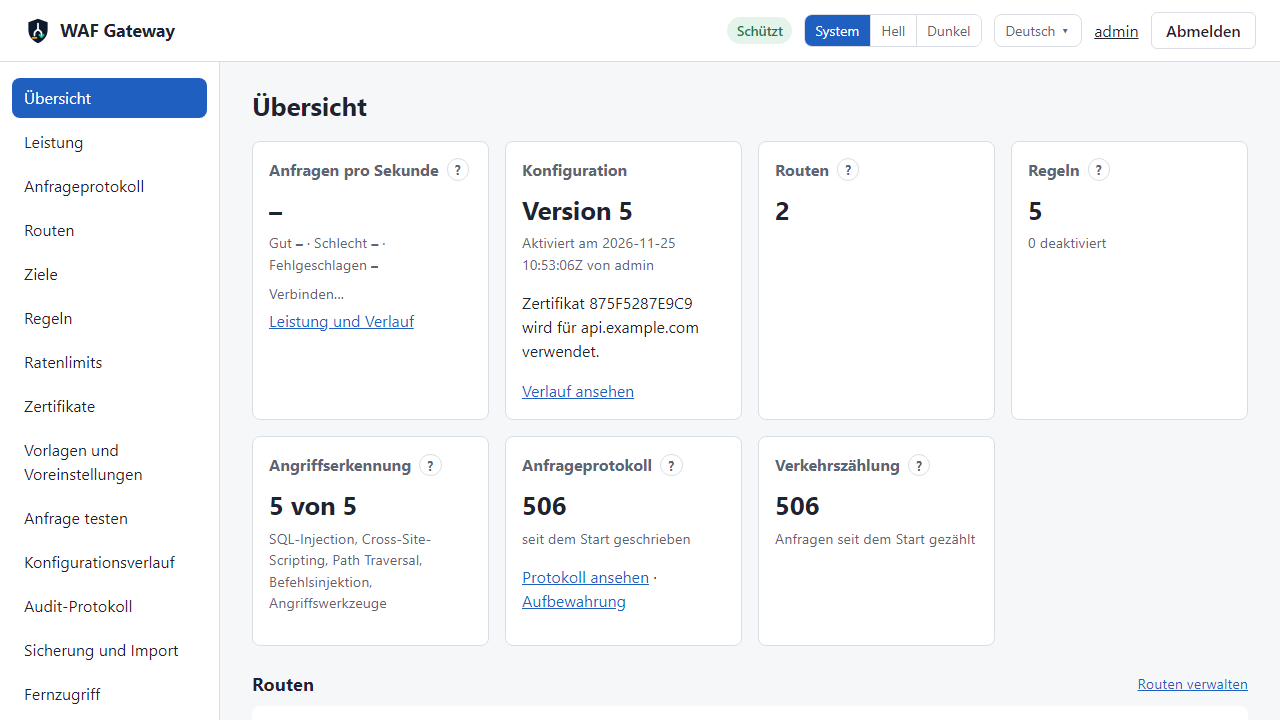 WAF Gateway
Schützt
System
Hell
Dunkel
Deutsch ▼
admin
Abmelden
Übersicht
Leistung
Anfrageprotokoll
Routen
Ziele
Regeln
Ratenlimits
Zertifikate
Vorlagen und
Voreinstellungen
Anfrage testen
Konfigurationsverlauf
Audit-Protokoll
Sicherung und Import
Fernzugriff
Übersicht
Anfragen pro Sekunde ?
–
Gut – · Schlecht – ·
Fehlgeschlagen –
Verbinden…
Leistung und Verlauf
Konfiguration
Version 5
Aktiviert am 2026-11-25
10:53:06Z von admin
Zertifikat 875F5287E9C9
wird für api.example.com
verwendet.
Verlauf ansehen
Routen ?
2
Regeln ?
5
0 deaktiviert
Angriffserkennung ?
5 von 5
SQL-Injection, Cross-Site-
Scripting, Path Traversal,
Befehlsinjektion,
Angriffswerkzeuge
Anfrageprotokoll ?
506
seit dem Start geschrieben
Protokoll ansehen ·
Aufbewahrung
Verkehrszählung ?
506
Anfragen seit dem Start gezählt
Routen
Routen verwalten